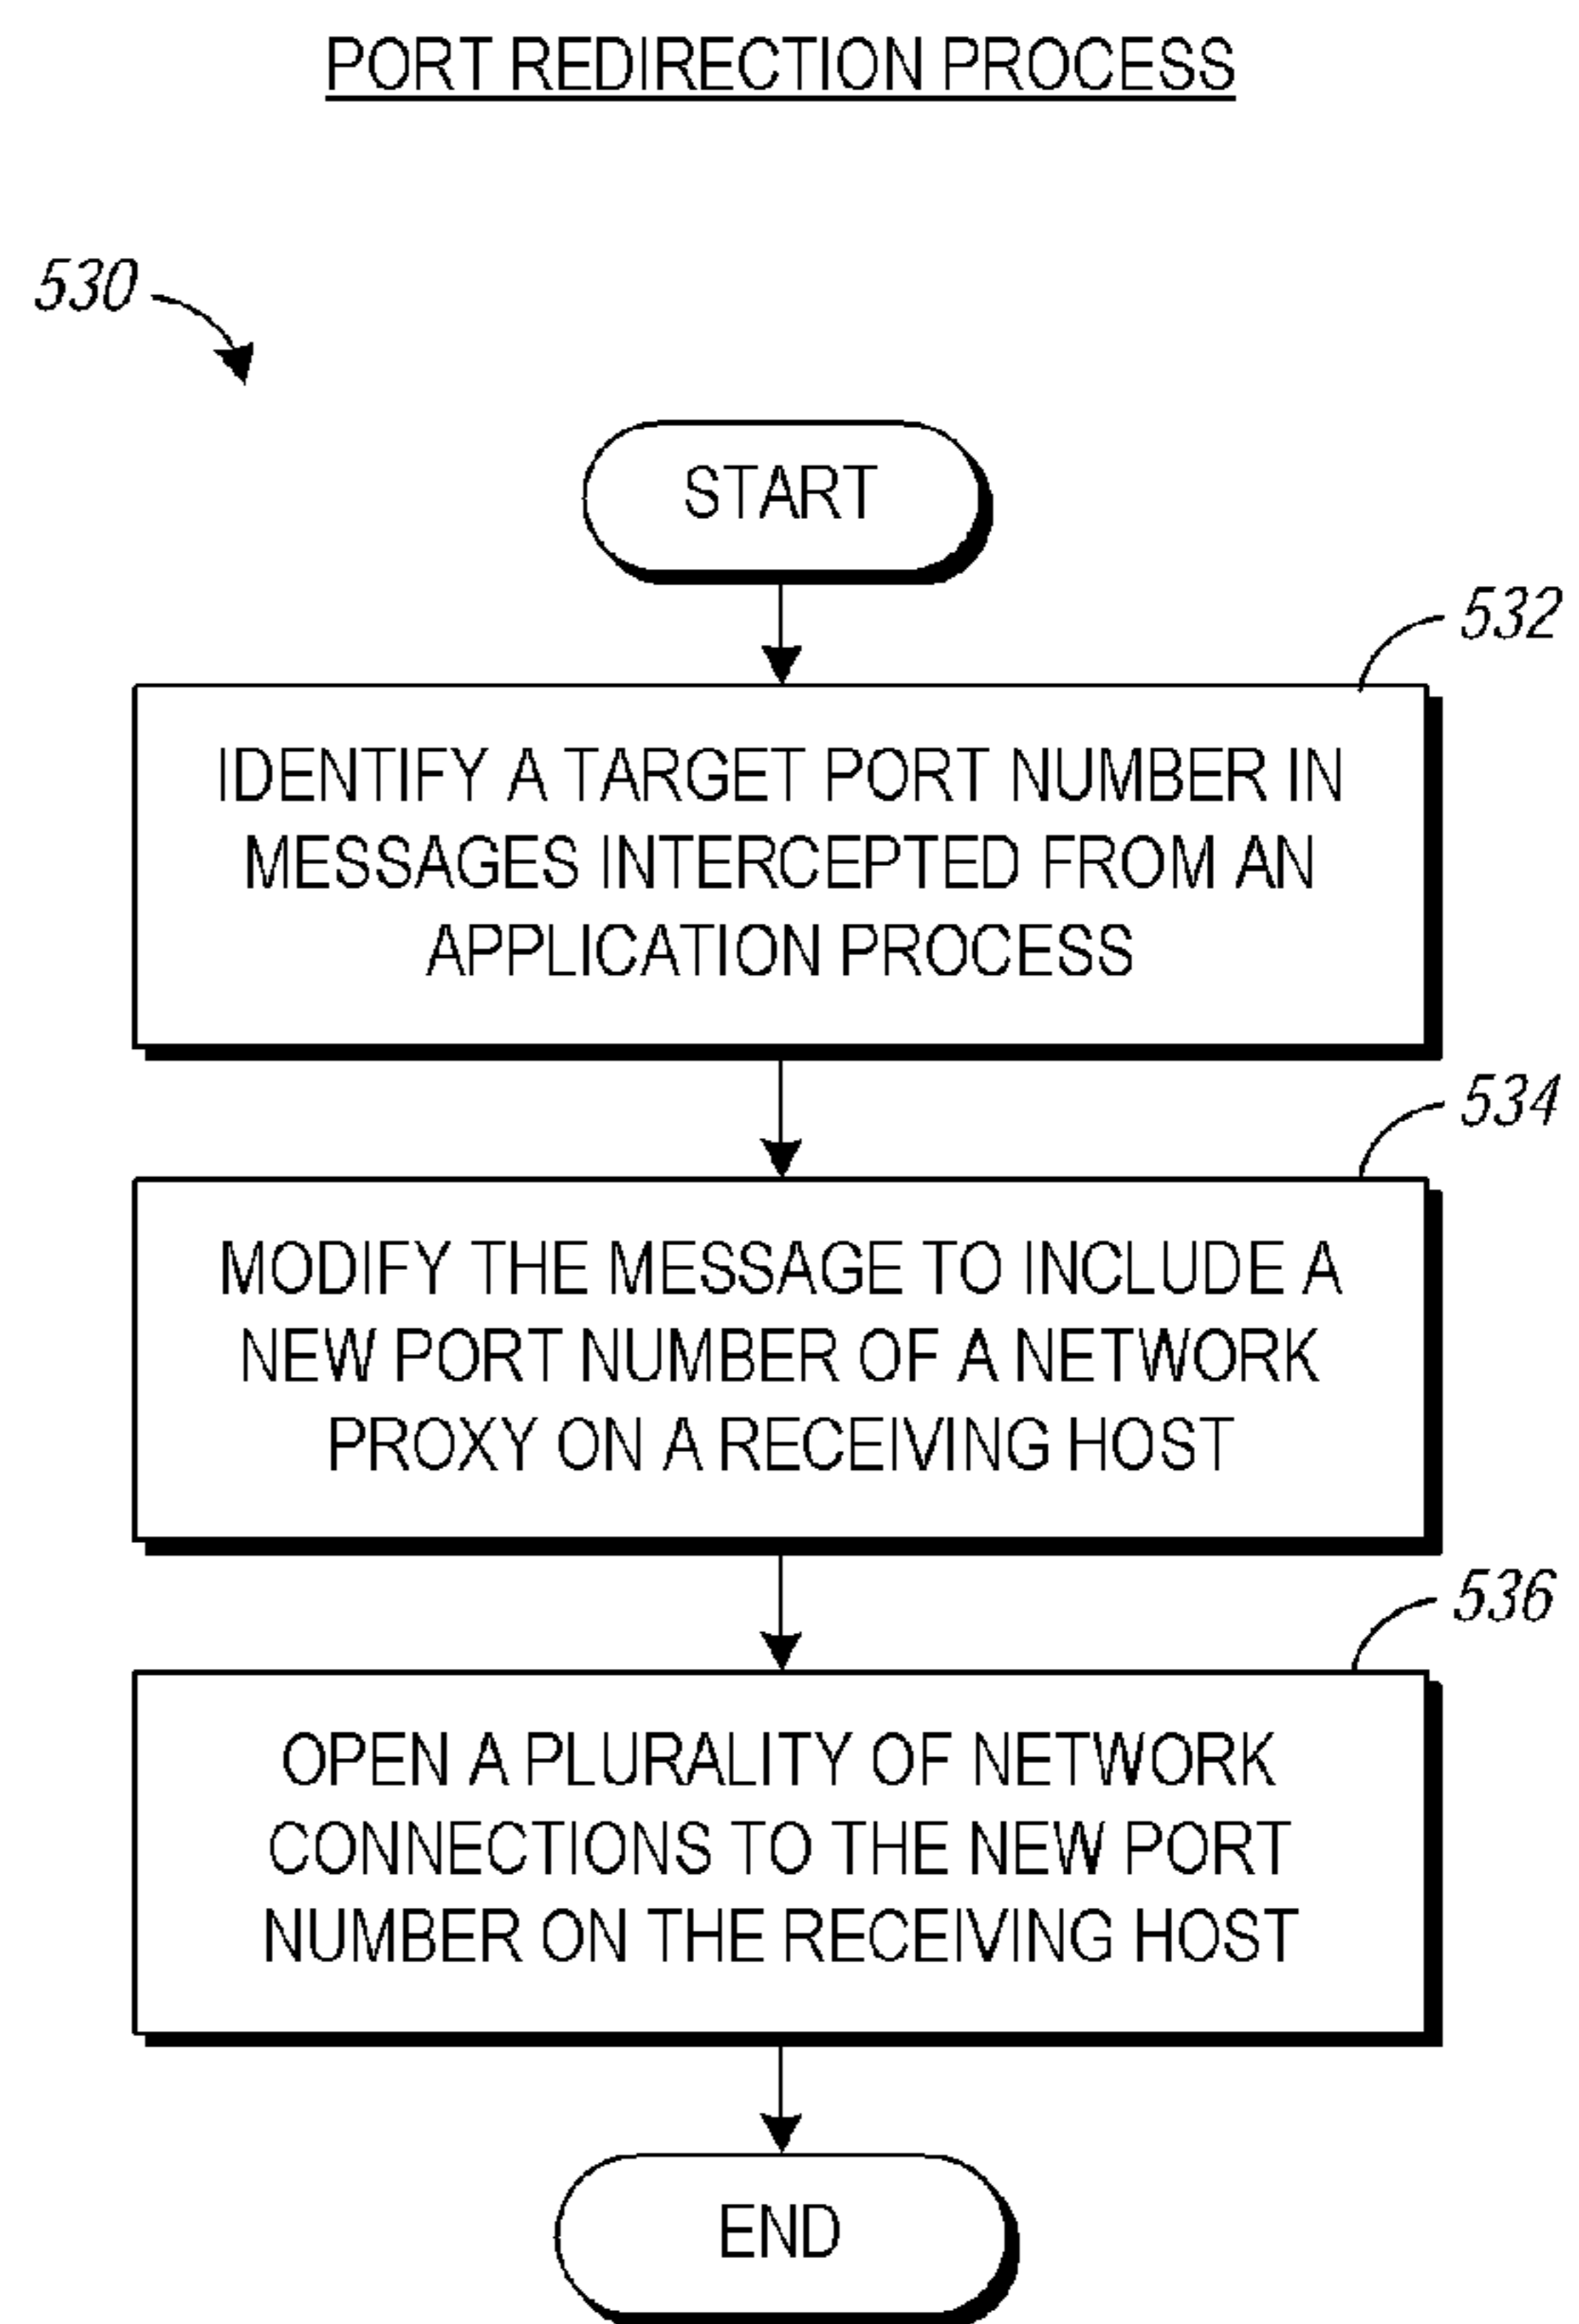 PORT REDIRECTION PROCESS
530
START
532
IDENTIFY A TARGET PORT NUMBER IN
MESSAGES INTERCEPTED FROM AN
APPLICATION PROCESS
534
MODIFY THE MESSAGE TO INCLUDE A
NEW PORT NUMBER OF A NETWORK
PROXY ON A RECEIVING HOST
536
OPEN A PLURALITY OF NETWORK
CONNECTIONS TO THE NEW PORT
NUMBER ON THE RECEIVING HOST
END